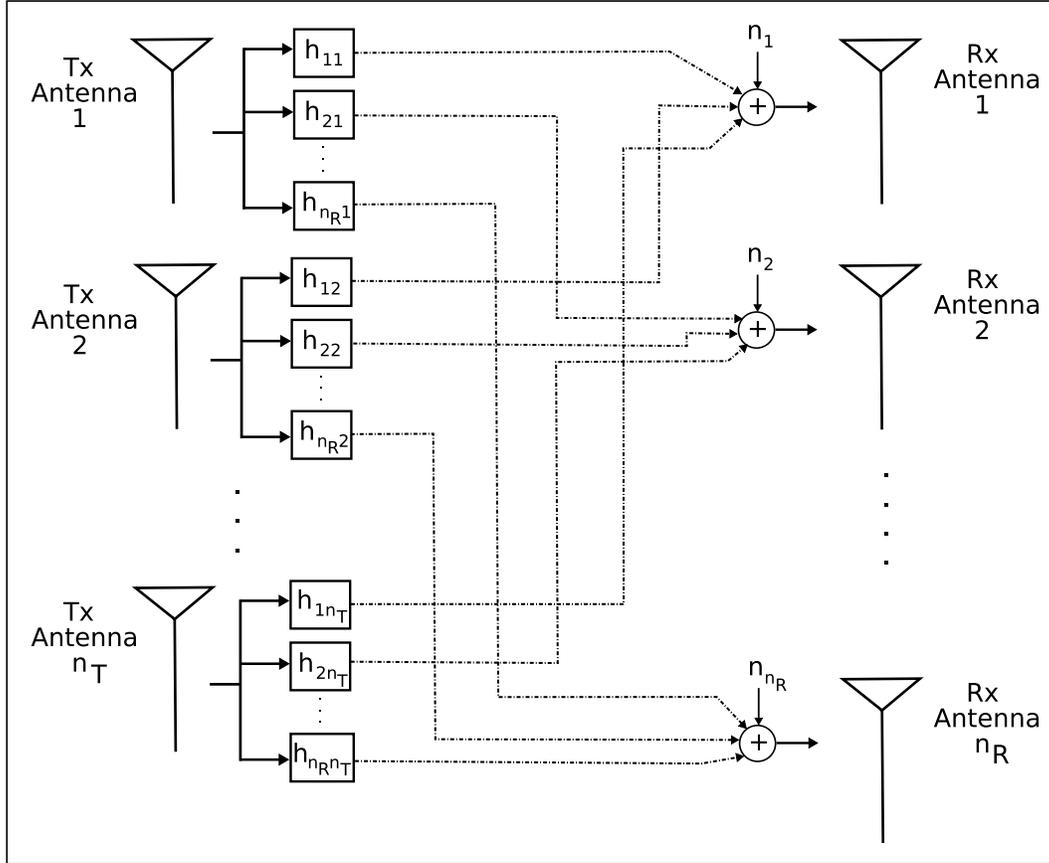 Tx
Antenna
1
h11
h21
hnR1
n1
+
Rx
Antenna
1
Tx
Antenna
2
h12
h22
hnR2
n2
+
Rx
Antenna
2
Tx
Antenna
nT
h1nT
h2nT
hnRnT
nnR
+
Rx
Antenna
nR